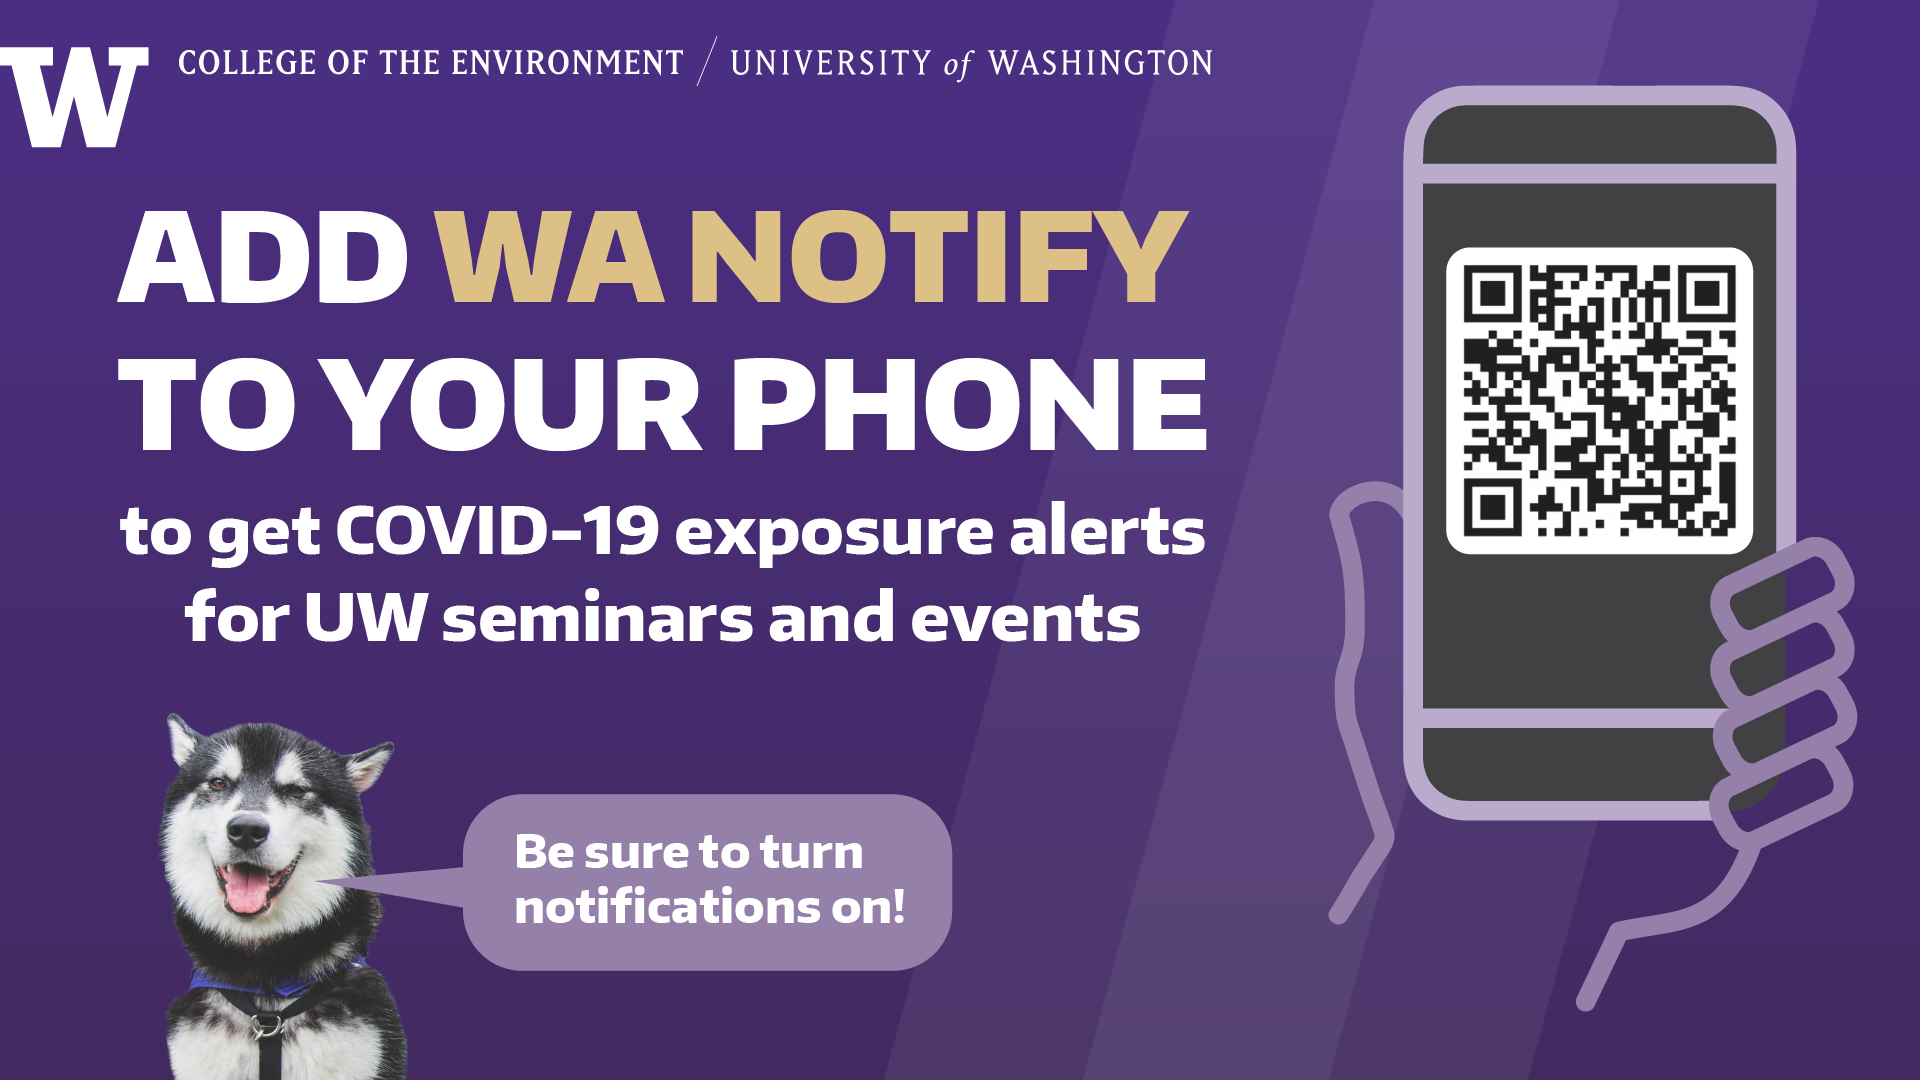 W
COLLEGE OF THE ENVIRONMENT / UNIVERSITY of WASHINGTON
ADD WA NOTIFY
TO YOUR PHONE
to get COVID-19 exposure alerts
for UW seminars and events
Be sure to turn
notifications on!